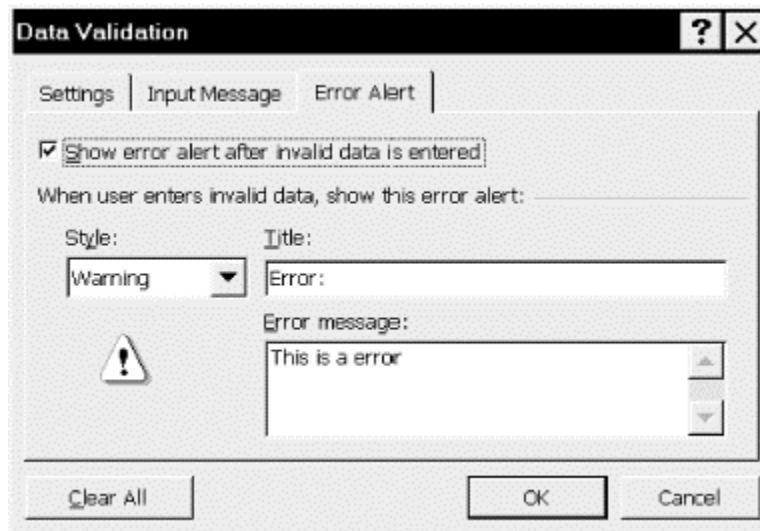 Data Validation
Settings Input Message Error Alert
Show error alert after invalid data is entered
When user enters invalid data, show this error alert:
Style: Title:
Warning Error:
Error message:
This is a error
Clear All OK Cancel